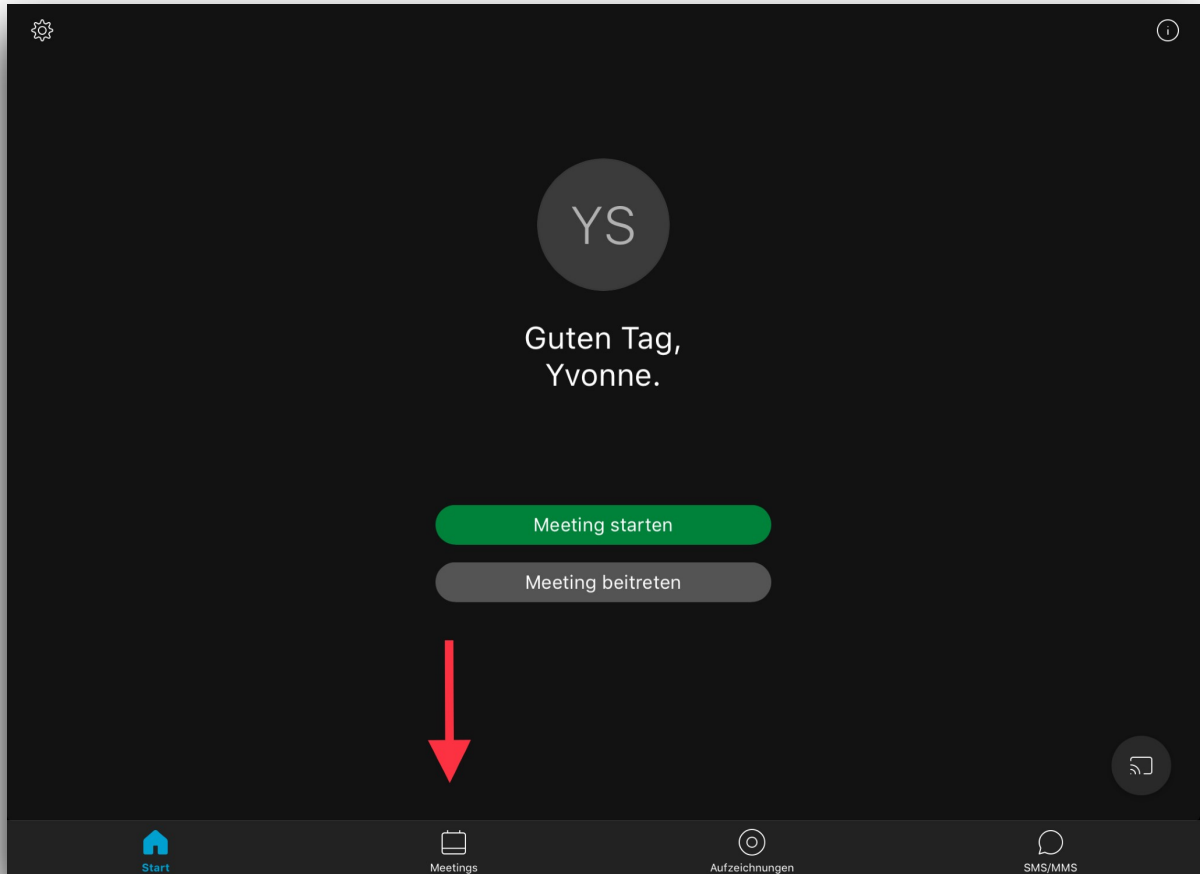 YS
Guten Tag,
Yvonne.
Meeting starten
Meeting beitreten
Start
Meetings
Aufzeichnungen
SMS/MMS